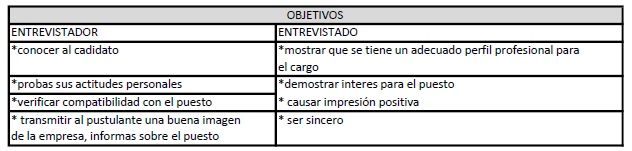 OBJETIVOS
ENTREVISTADOR
ENTREVISTADO
*conocer al cadidato
*mostrar que se tiene un adecuado perfil profesional para
el cargo
*probas sus actitudes personales
*demostrar interes para el puesto
*verificar compatibilidad con el puesto
* causar impresión positiva
* transmitir al pustulante una buena imagen
de la empresa, informas sobre el puesto
* ser sincero